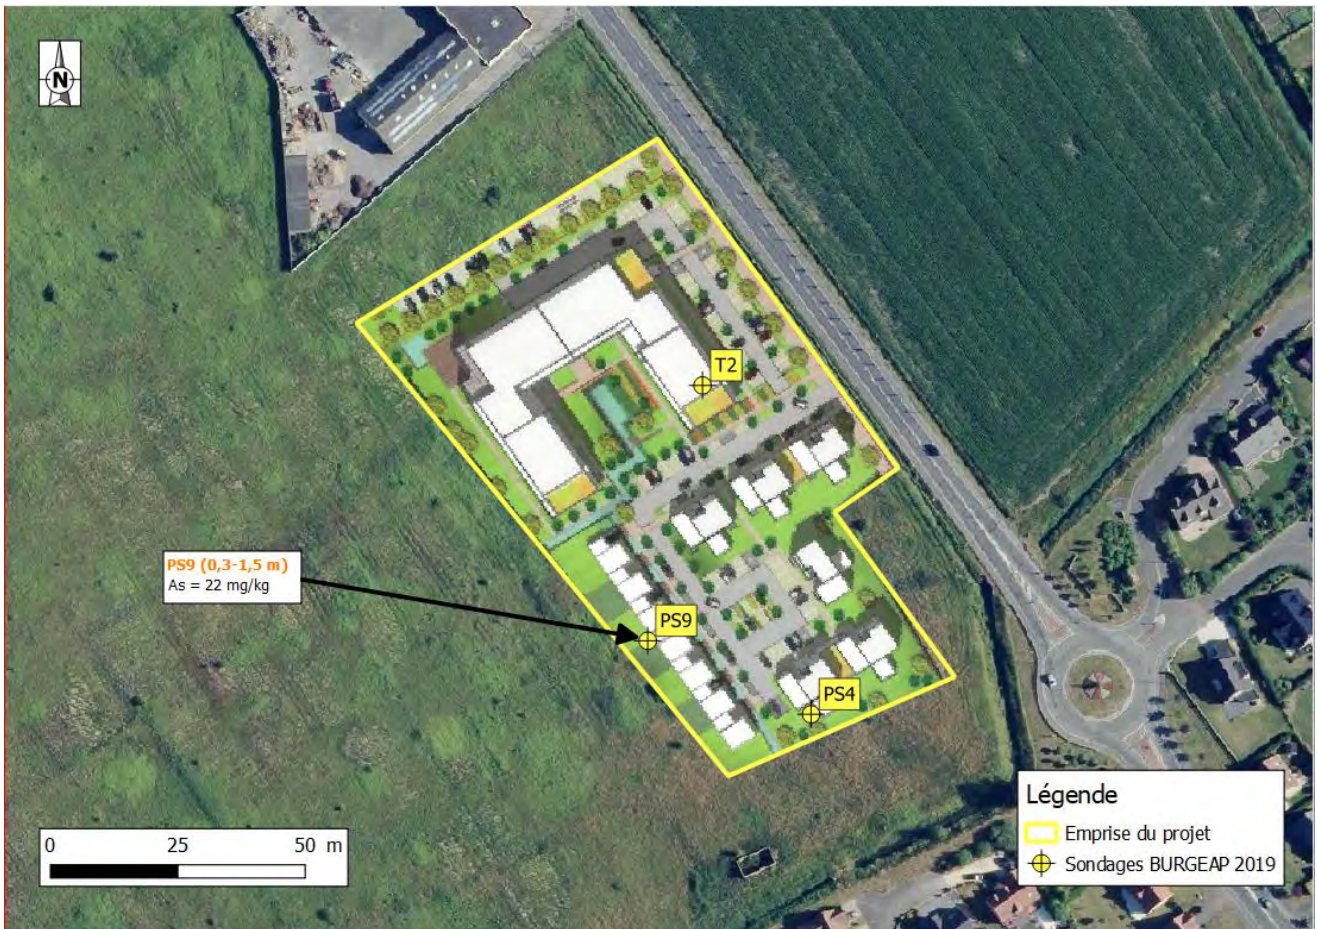 N
T2
PS9 (0,3-1,5 m)
As = 22 mg/kg
PS9
PS4
Légende
Emprise du projet
Sondages BURGEAP 2019
0 25 50 m